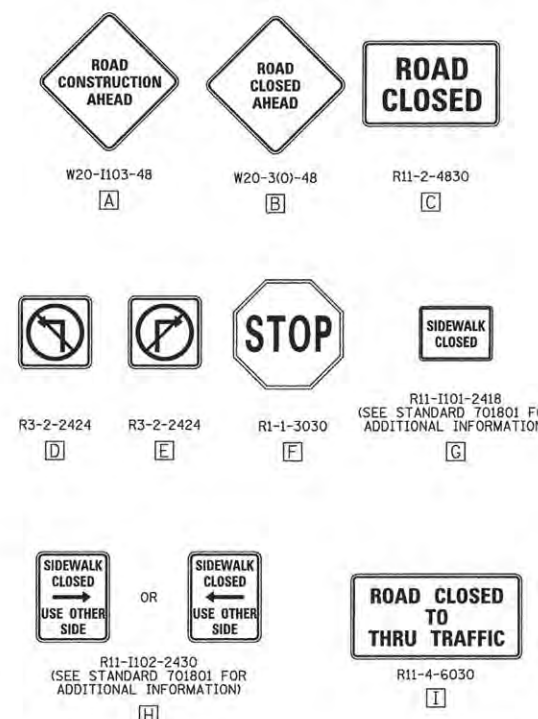 ROAD
CONSTRUCTION
AHEAD
W20-I103-48
A
ROAD
CLOSED
AHEAD
W20-3(O)-48
B
ROAD
CLOSED
R11-2-4830
C
R3-2-2424
D
R3-2-2424
E
STOP
R1-1-3030
F
SIDEWALK
CLOSED
R11-I101-2418
(SEE STANDARD 701801 FO
ADDITIONAL INFORMATION
G
SIDEWALK
CLOSED
USE OTHER
SIDE
OR
SIDEWALK
CLOSED
USE OTHER
SIDE
R11-I102-2430
(SEE STANDARD 701801 FOR
ADDITIONAL INFORMATION)
H
ROAD CLOSED
TO
THRU TRAFFIC
R11-4-6030
I